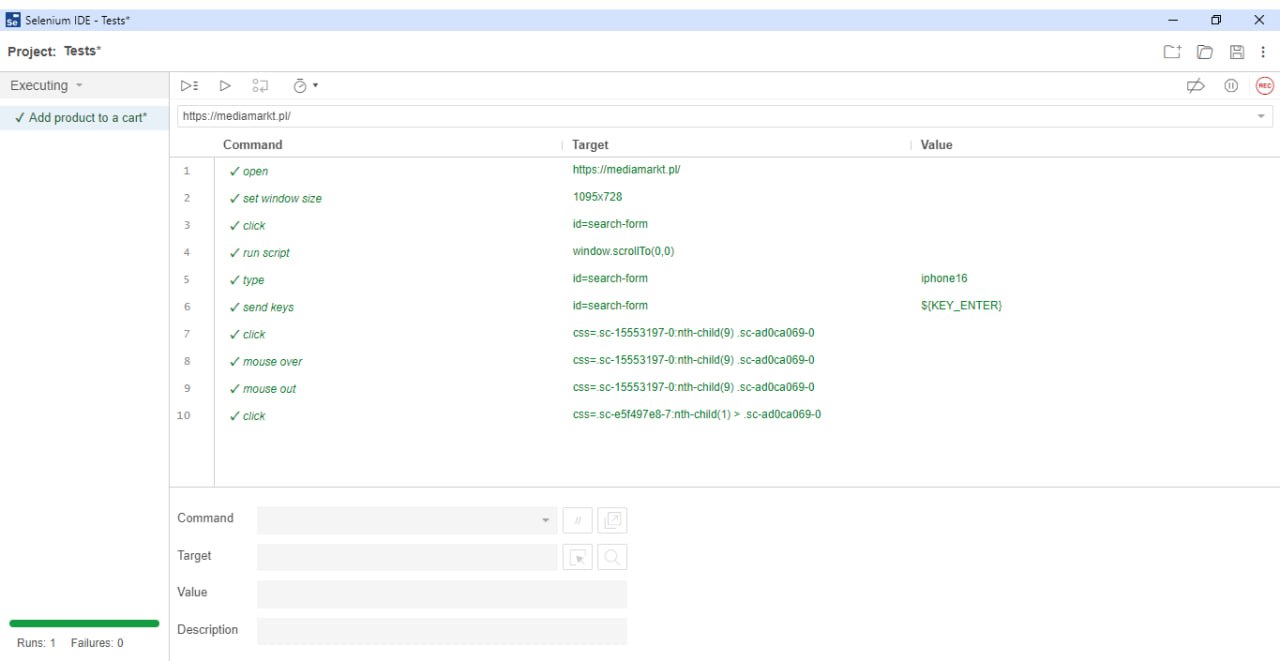 Se Selenium IDE - Tests*
Project: Tests*
Executing
✓ Add product to a cart*
REC
https://mediamarkt.pl/
Command Target Value
1 ✓ open https://mediamarkt.pl/
2 ✓ set window size 1095x728
3 ✓ click id=search-form
4 ✓ run script window.scrollTo(0,0)
5 ✓ type id=search-form iphone16
6 ✓ send keys id=search-form ${KEY_ENTER}
7 ✓ click css=.sc-15553197-0:nth-child(9) .sc-ad0ca069-0
8 ✓ mouse over css=.sc-15553197-0:nth-child(9) .sc-ad0ca069-0
9 ✓ mouse out css=.sc-15553197-0:nth-child(9) .sc-ad0ca069-0
10 ✓ click css=.sc-e5f497e8-7:nth-child(1) > .sc-ad0ca069-0
Command //
Target
Value
Description
Runs: 1 Failures: 0